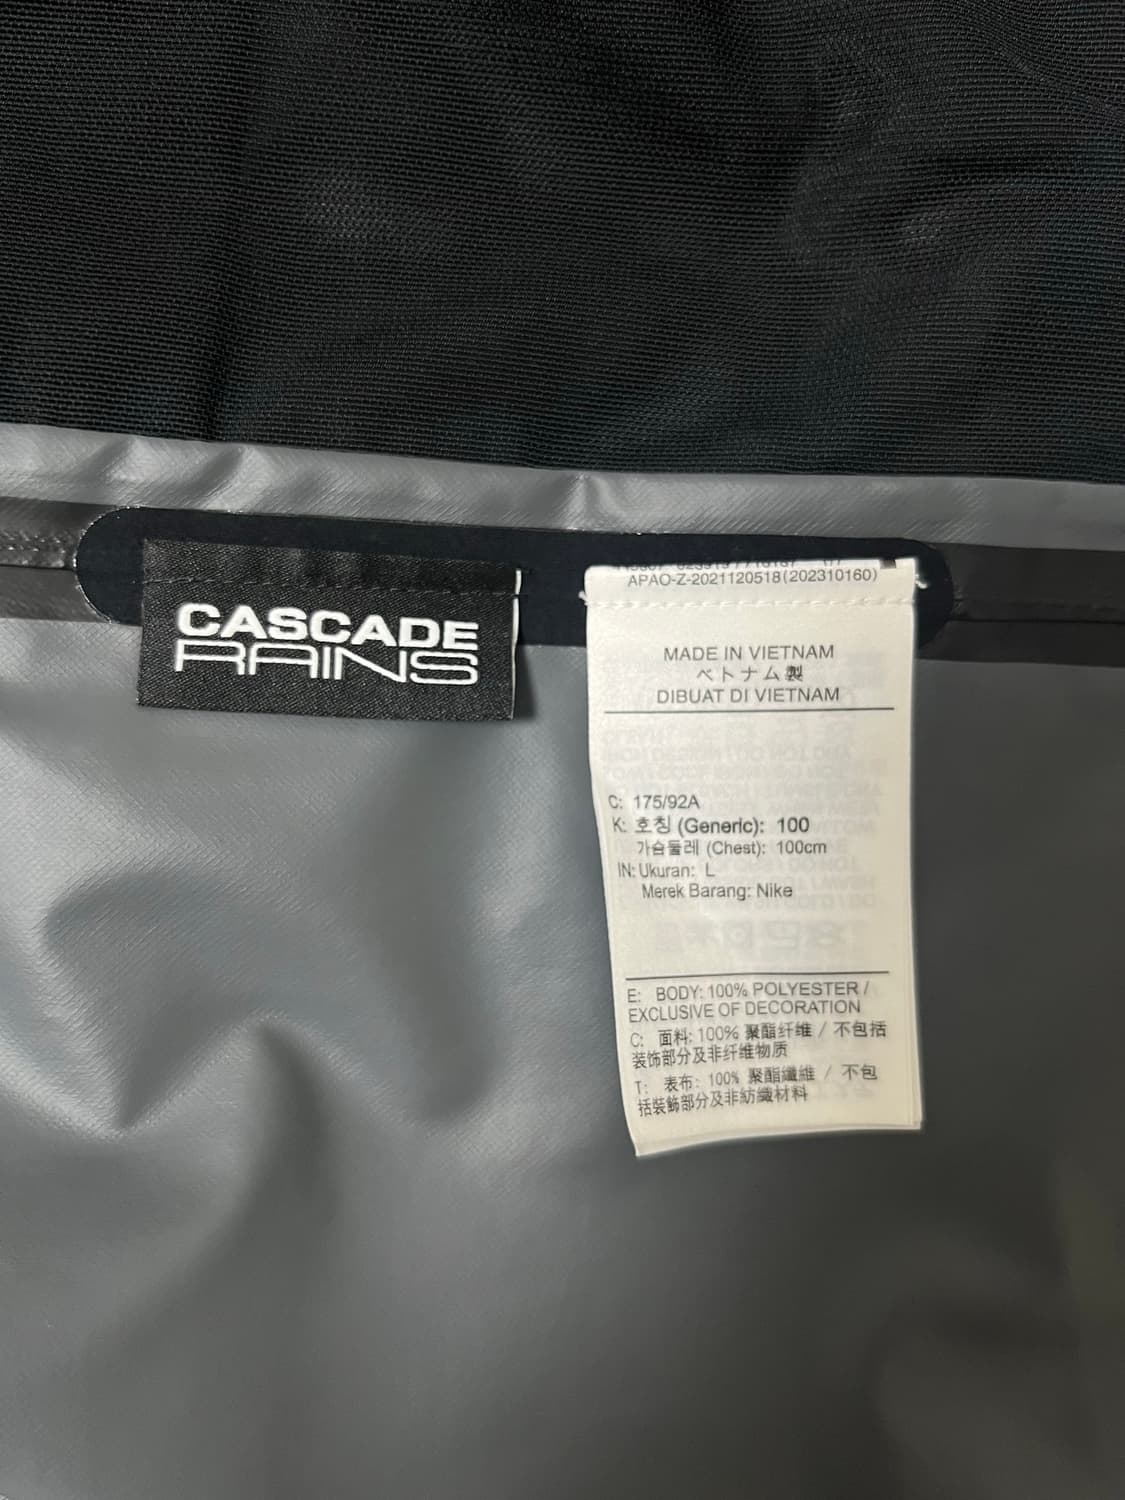 CASCADE
RAINS
APAO-Z-2021120518(202310160)
MADE IN VIETNAM
ベトナム製
DIBUAT DI VIETNAM
C: 175/92A
K: 호칭 (Generic): 100
가슴둘레 (Chest): 100cm
IN: Ukuran: L
Merek Barang: Nike
E: BODY: 100% POLYESTER /
EXCLUSIVE OF DECORATION
C: 面料: 100% 聚酯纤维 / 不包括
装饰部分及非纤维物质
T: 表布: 100% 聚酯纖維 / 不包
括裝飾部分及非紡織材料